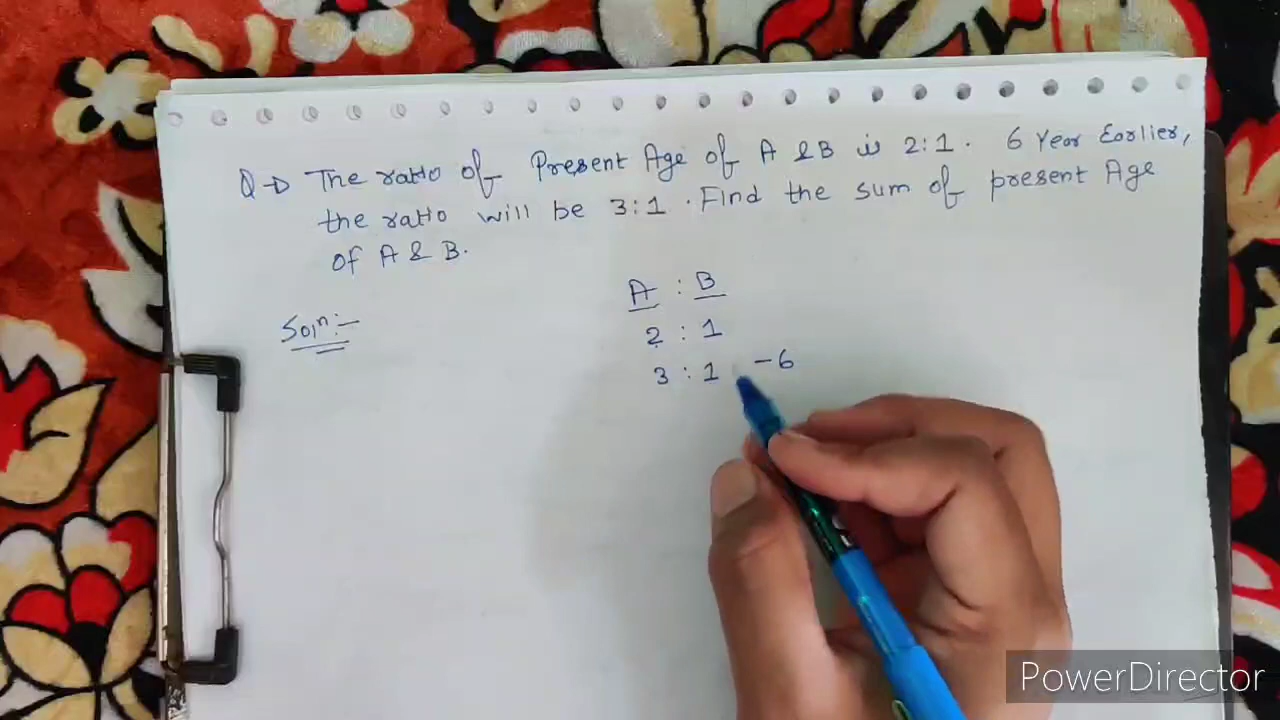 Q→ The ratio of Present Age of A & B is 2:1. 6 Year Earlier,
the ratio will be 3:1. Find the sum of present Age
of A & B.
A : B
Soln:-
2 : 1
3 : 1 -6
PowerDirector